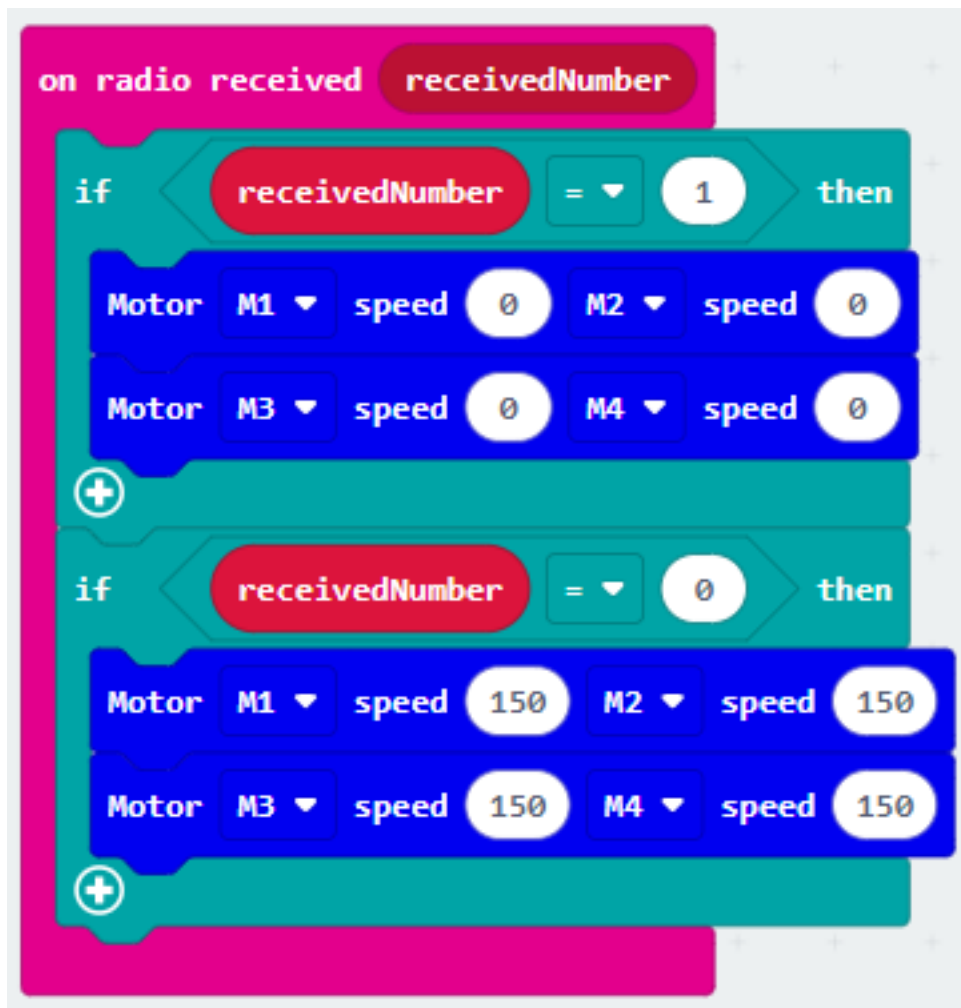 on radio received receivedNumber
if receivedNumber = 1 then
Motor M1 speed 0 M2 speed 0
Motor M3 speed 0 M4 speed 0
if receivedNumber = 0 then
Motor M1 speed 150 M2 speed 150
Motor M3 speed 150 M4 speed 150